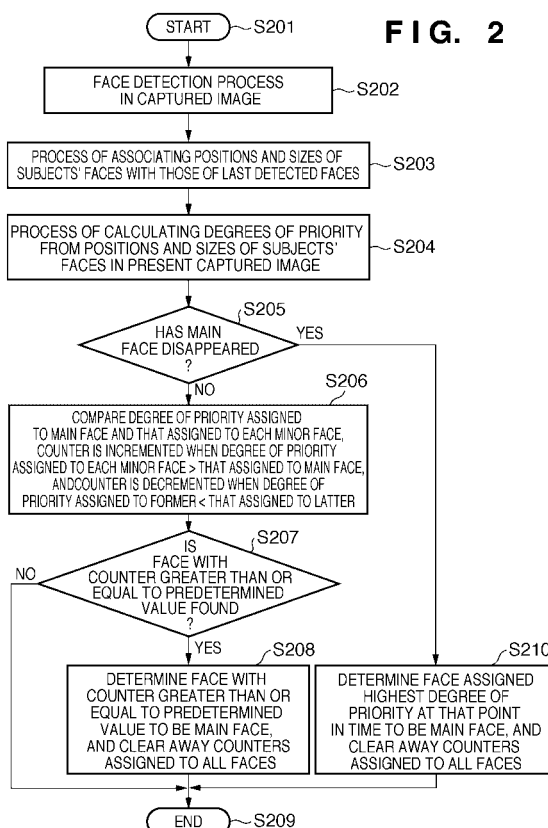 FIG. 2
START
S201
FACE DETECTION PROCESS
IN CAPTURED IMAGE
S202
PROCESS OF ASSOCIATING POSITIONS AND SIZES OF
SUBJECTS' FACES WITH THOSE OF LAST DETECTED FACES
S203
PROCESS OF CALCULATING DEGREES OF PRIORITY
FROM POSITIONS AND SIZES OF SUBJECTS'
FACES IN PRESENT CAPTURED IMAGE
S204
S205
HAS MAIN
FACE DISAPPEARED
?
YES
NO
S206
COMPARE DEGREE OF PRIORITY ASSIGNED
TO MAIN FACE AND THAT ASSIGNED TO EACH MINOR FACE,
COUNTER IS INCREMENTED WHEN DEGREE OF PRIORITY
ASSIGNED TO EACH MINOR FACE > THAT ASSIGNED TO MAIN FACE,
ANDCOUNTER IS DECREMENTED WHEN DEGREE OF
PRIORITY ASSIGNED TO FORMER < THAT ASSIGNED TO LATTER
S207
IS
FACE WITH
COUNTER GREATER THAN OR
EQUAL TO PREDETERMINED
VALUE FOUND
?
NO
YES
S208
DETERMINE FACE WITH
COUNTER GREATER THAN OR
EQUAL TO PREDETERMINED
VALUE TO BE MAIN FACE,
AND CLEAR AWAY COUNTERS
ASSIGNED TO ALL FACES
S210
DETERMINE FACE ASSIGNED
HIGHEST DEGREE OF
PRIORITY AT THAT POINT
IN TIME TO BE MAIN FACE, AND
CLEAR AWAY COUNTERS
ASSIGNED TO ALL FACES
END
S209